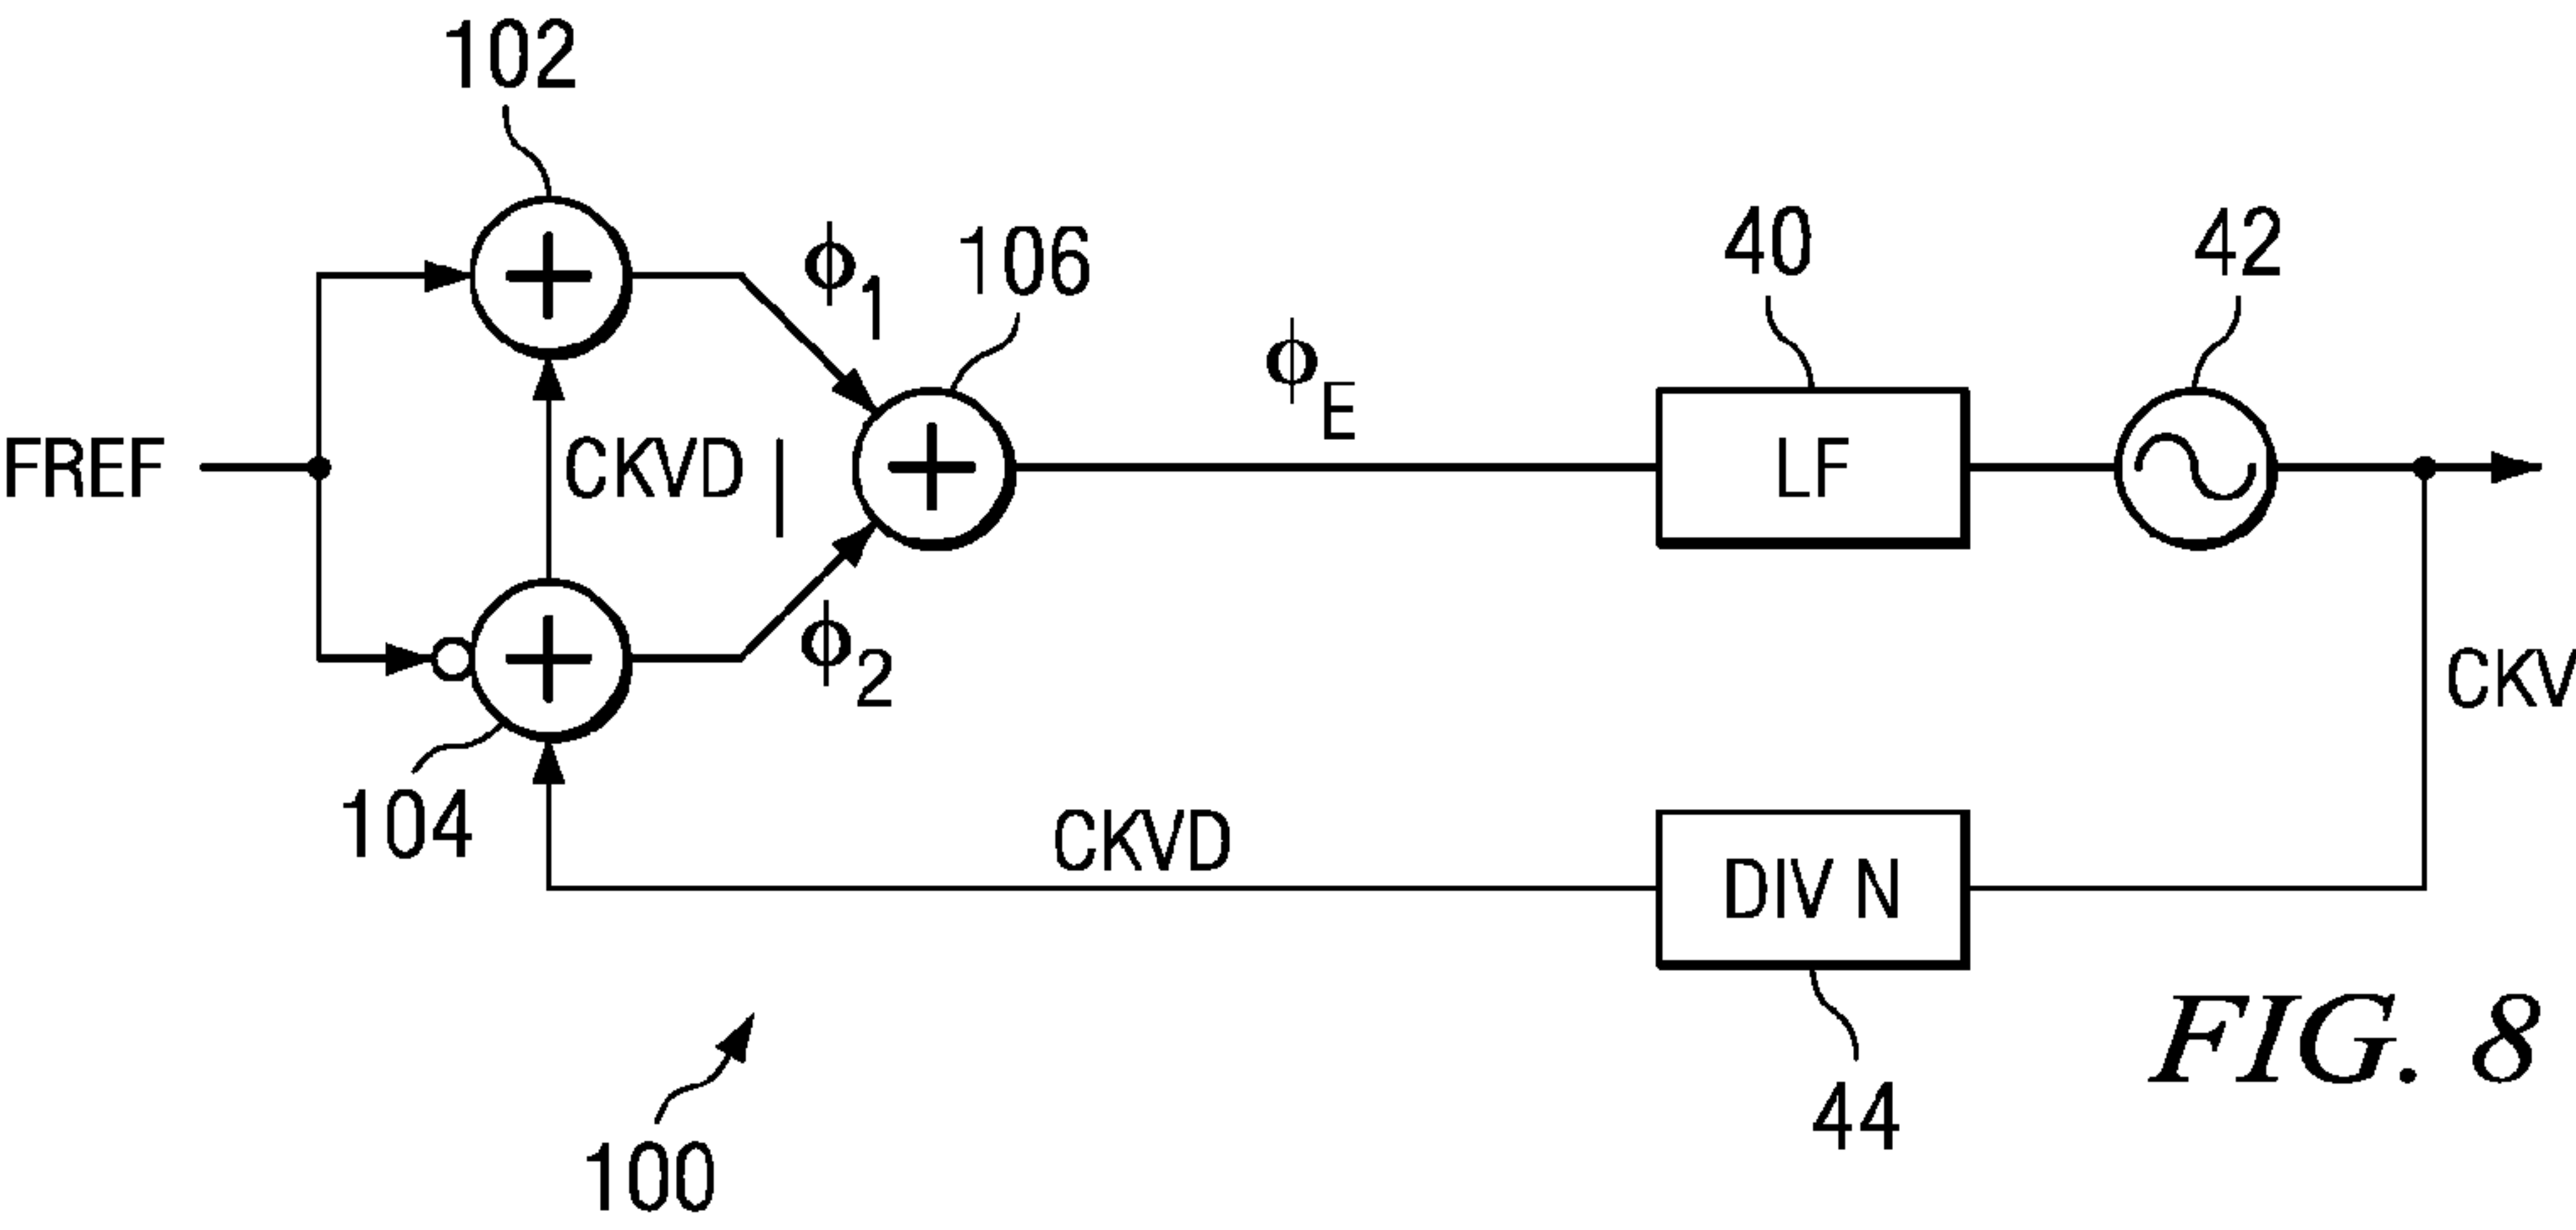 102
ϕ1
106
40
42
ϕE
FREF
CKVD |
LF
ϕ2
CKV
104
CKVD
DIV N
FIG. 8
100
44